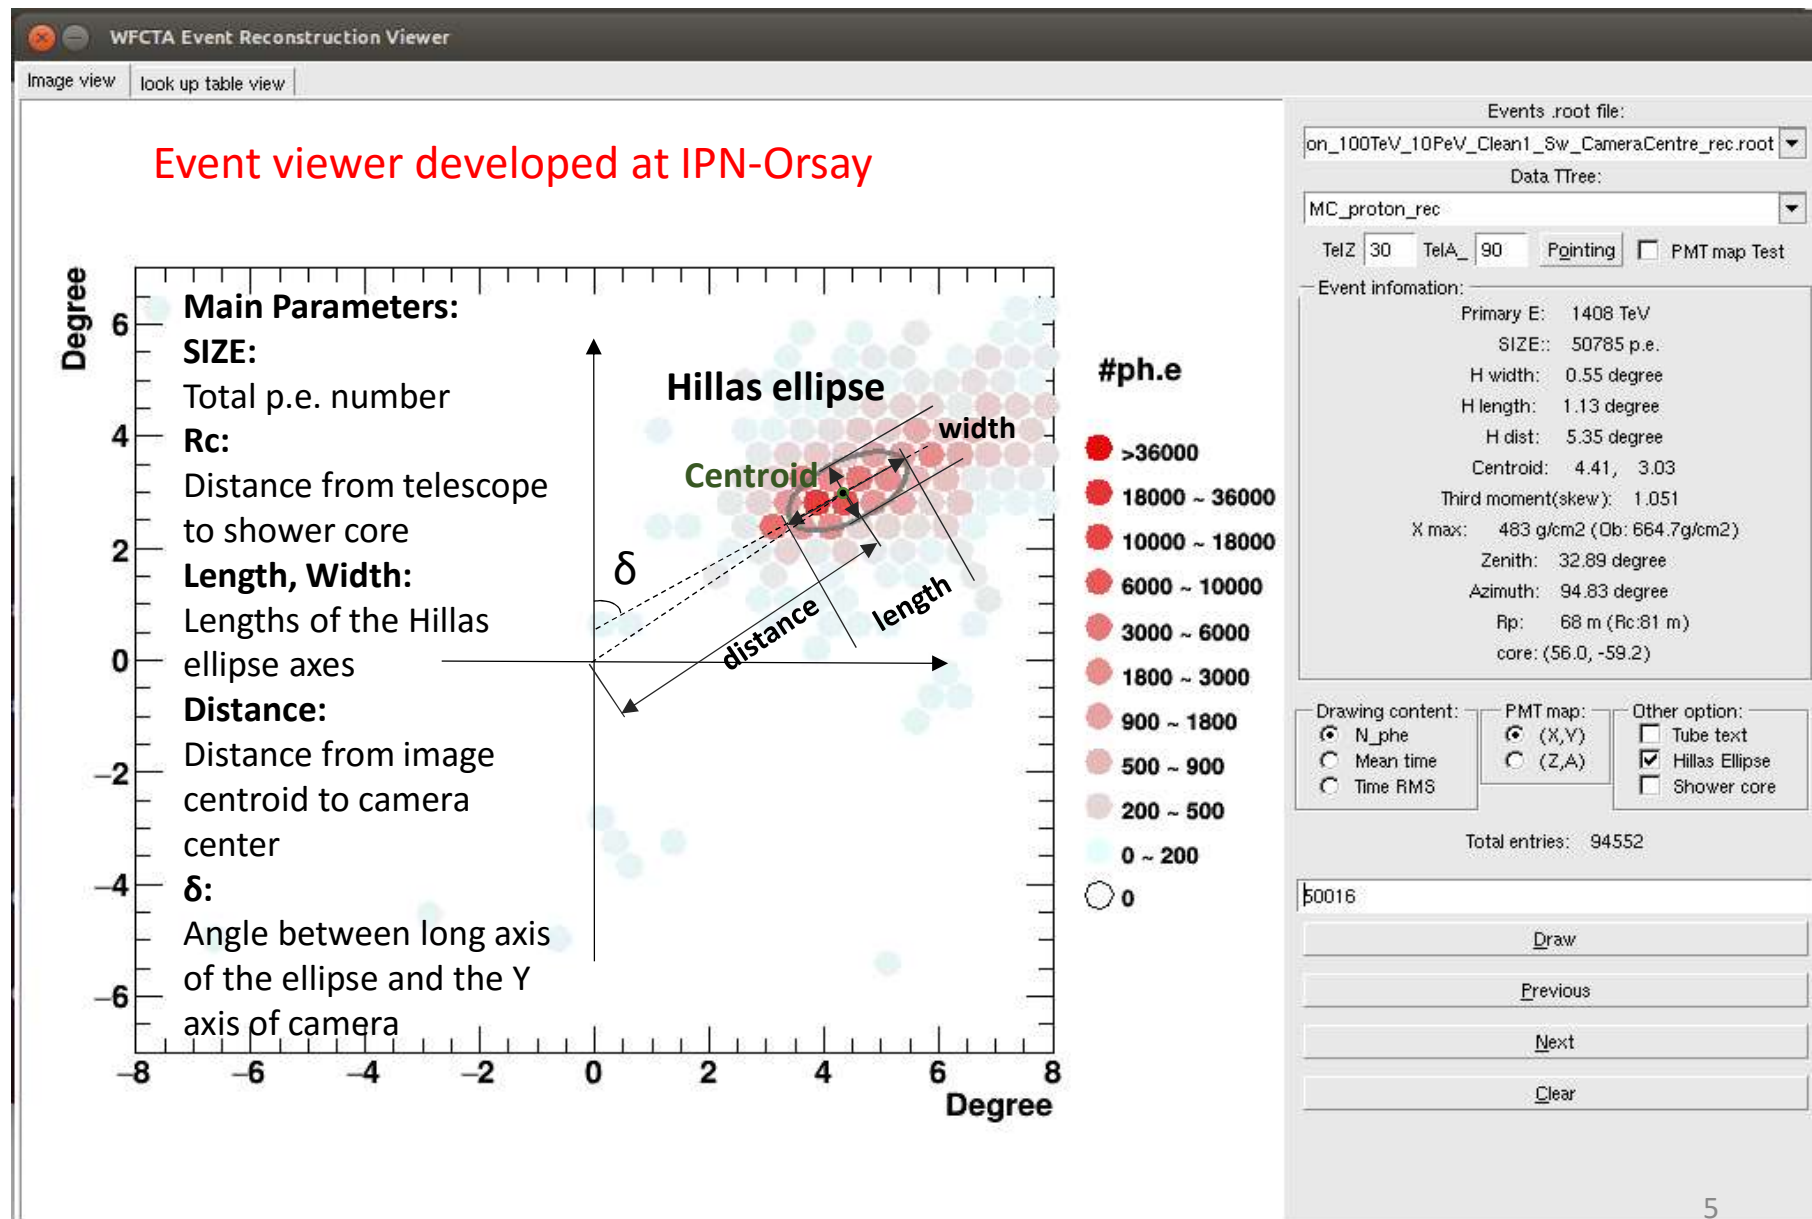 WFCTA Event Reconstruction Viewer
Image view
look up table view
Event viewer developed at IPN-Orsay
Degree
6
4
2
0
−2
−4
−6
Main Parameters:
SIZE:
Total p.e. number
Rc:
Distance from telescope
to shower core
Length, Width:
Lengths of the Hillas
ellipse axes
Distance:
Distance from image
centroid to camera
center
δ:
Angle between long axis
of the ellipse and the Y
axis of camera
Hillas ellipse
width
Centroid
δ
distance
length
−8
−6
−4
−2
0
2
4
6
8
Degree
#ph.e
>36000
18000 ~ 36000
10000 ~ 18000
6000 ~ 10000
3000 ~ 6000
1800 ~ 3000
900 ~ 1800
500 ~ 900
200 ~ 500
0 ~ 200
0
Events .root file:
on_100TeV_10PeV_Clean1_Sw_CameraCentre_rec.root
Data TTree:
MC_proton_rec
TelZ 30 TelA_ 90 Pointing PMT map Test
Event infomation:
Primary E: 1408 TeV
SIZE:: 50785 p.e.
H width: 0.55 degree
H length: 1.13 degree
H dist: 5.35 degree
Centroid: 4.41, 3.03
Third moment(skew): 1.051
X max: 483 g/cm2 (Ob: 664.7g/cm2)
Zenith: 32.89 degree
Azimuth: 94.83 degree
Rp: 68 m (Rc:81 m)
core: (56.0, -59.2)
Drawing content:
N_phe
Mean time
Time RMS
PMT map:
(X,Y)
(Z,A)
Other option:
Tube text
Hillas Ellipse
Shower core
Total entries: 94552
50016
Draw
Previous
Next
Clear
5